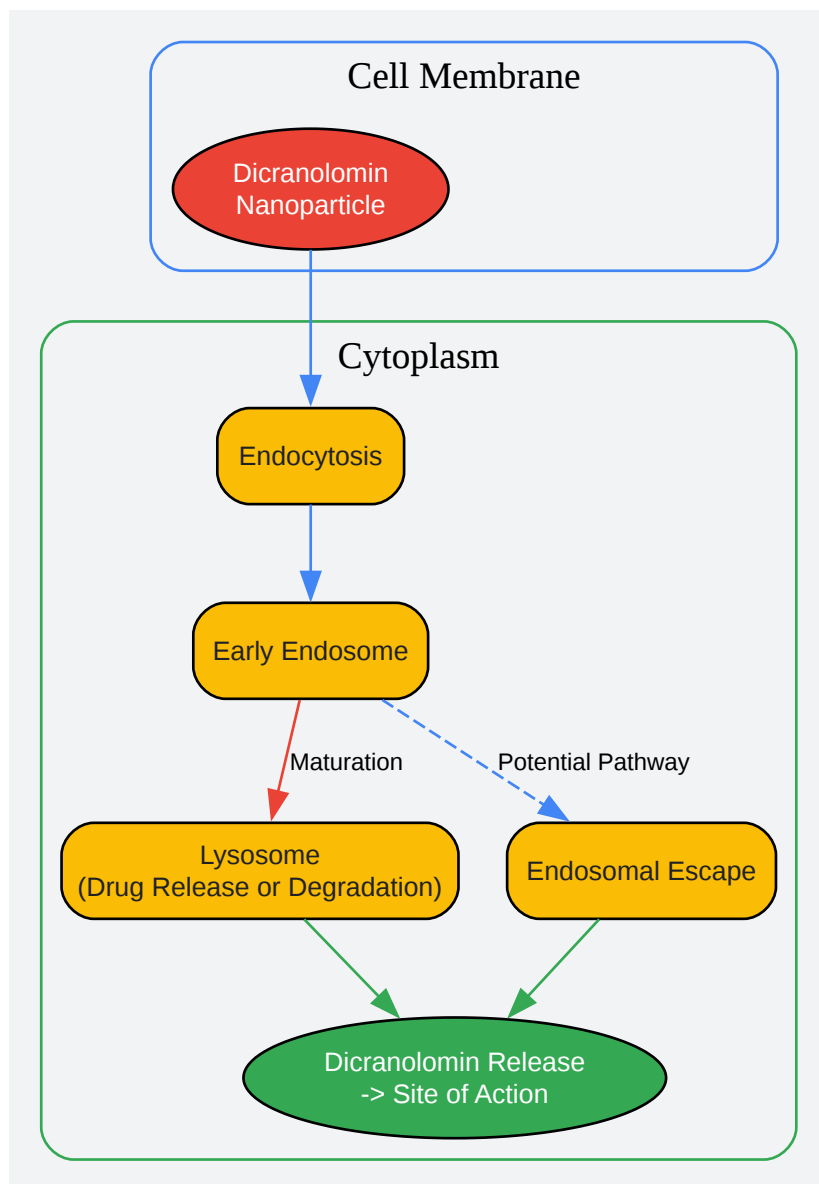 Cell Membrane
Dicranolomin
Nanoparticle
Cytoplasm
Endocytosis
Early Endosome
Maturation
Potential Pathway
Lysosome
(Drug Release or Degradation)
Endosomal Escape
Dicranolomin Release
-> Site of Action